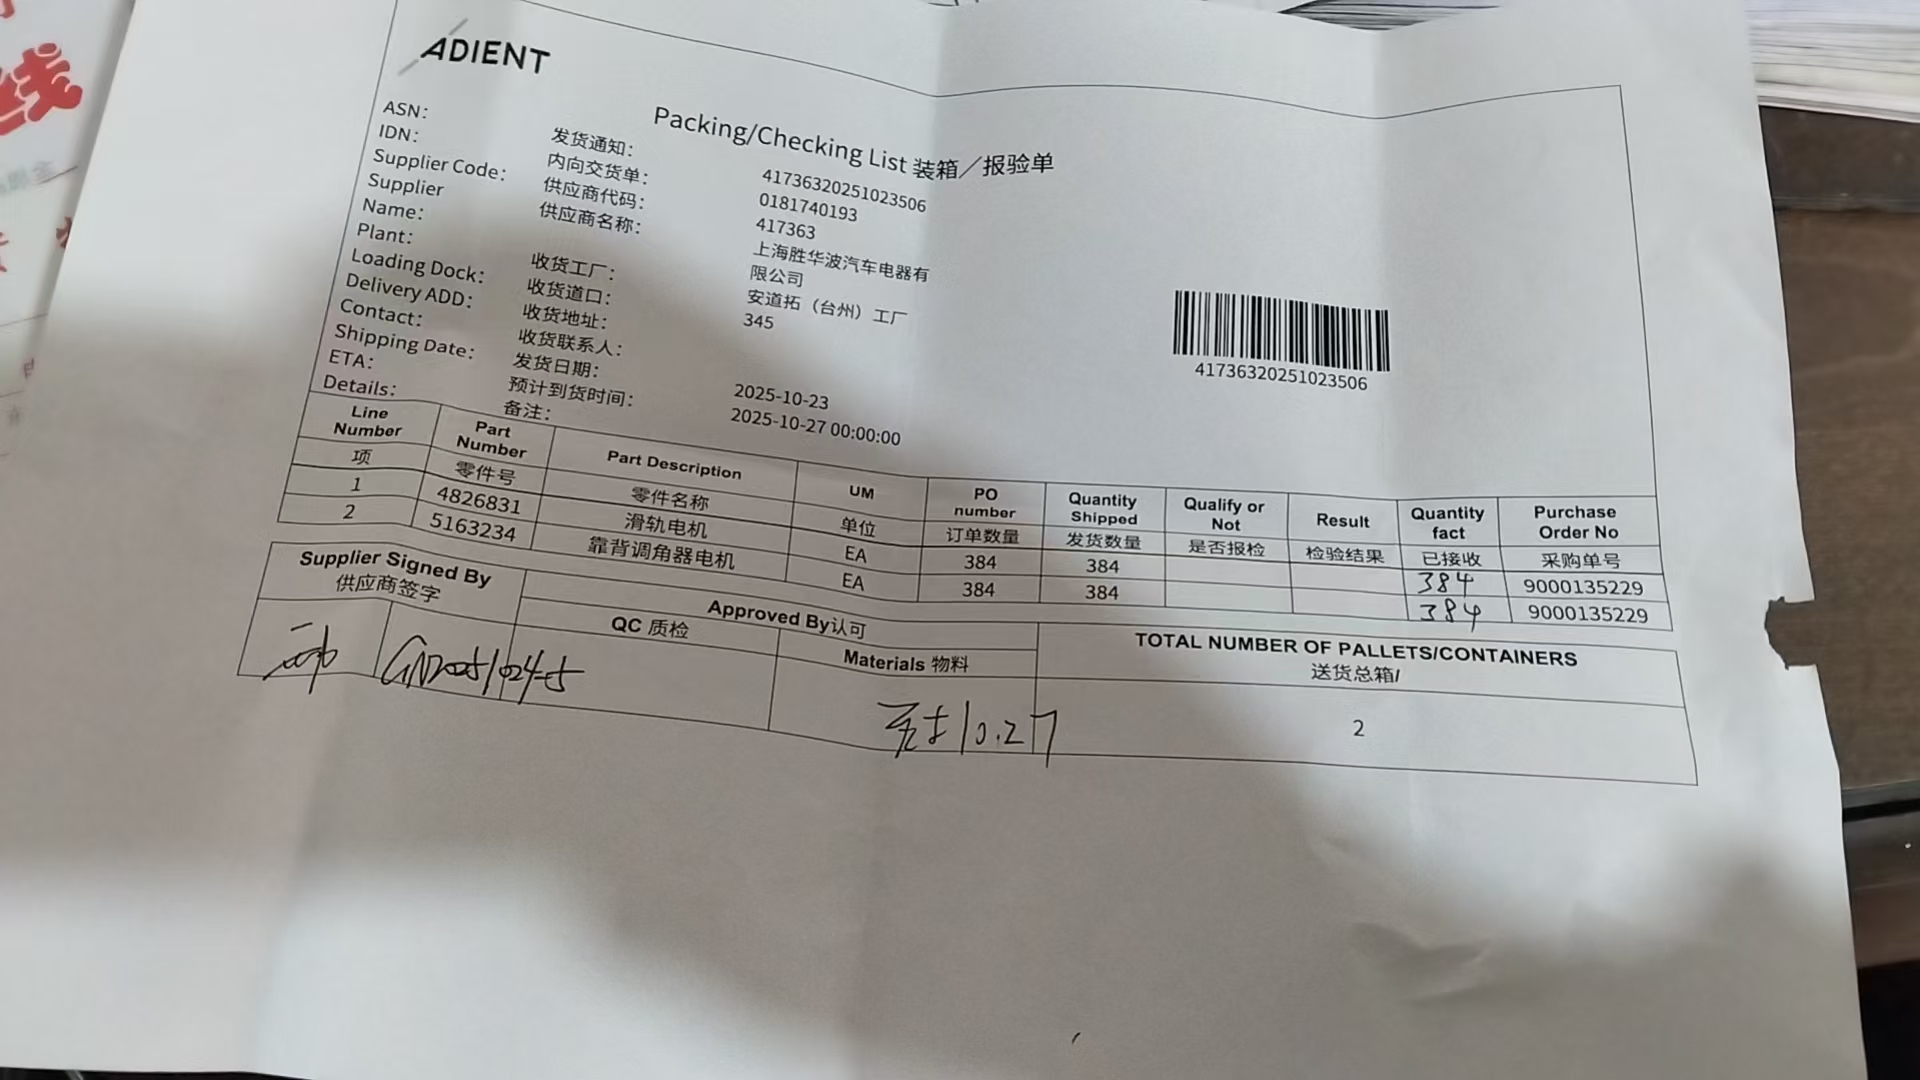 ADIENT
Packing/Checking List 装箱/报验单
ASN: 发货通知: 41736320251023506
IDN: 内向交货单: 0181740193
Supplier Code: 供应商代码: 417363
Supplier Name: 供应商名称: 上海胜华波汽车电器有限公司
Plant: 收货工厂: 安道拓（台州）工厂
Loading Dock: 收货道口: 345
Delivery ADD: 收货地址:
Contact: 收货联系人:
Shipping Date: 发货日期: 2025-10-23
ETA: 预计到货时间: 2025-10-27 00:00:00
Details: 备注:
41736320251023506
Line Number Part Number Part Description UM PO number Quantity Shipped Qualify or Not Result Quantity fact Purchase Order No
项 零件号 零件名称 单位 订单数量 发货数量 是否报检 检验结果 已接收 采购单号
1 4826831 滑轨电机 EA 384 384 384 9000135229
2 5163234 靠背调角器电机 EA 384 384 384 9000135229
Supplier Signed By 供应商签字
Approved By认可
QC 质检
Materials 物料
TOTAL NUMBER OF PALLETS/CONTAINERS
送货总箱/
10.27
2